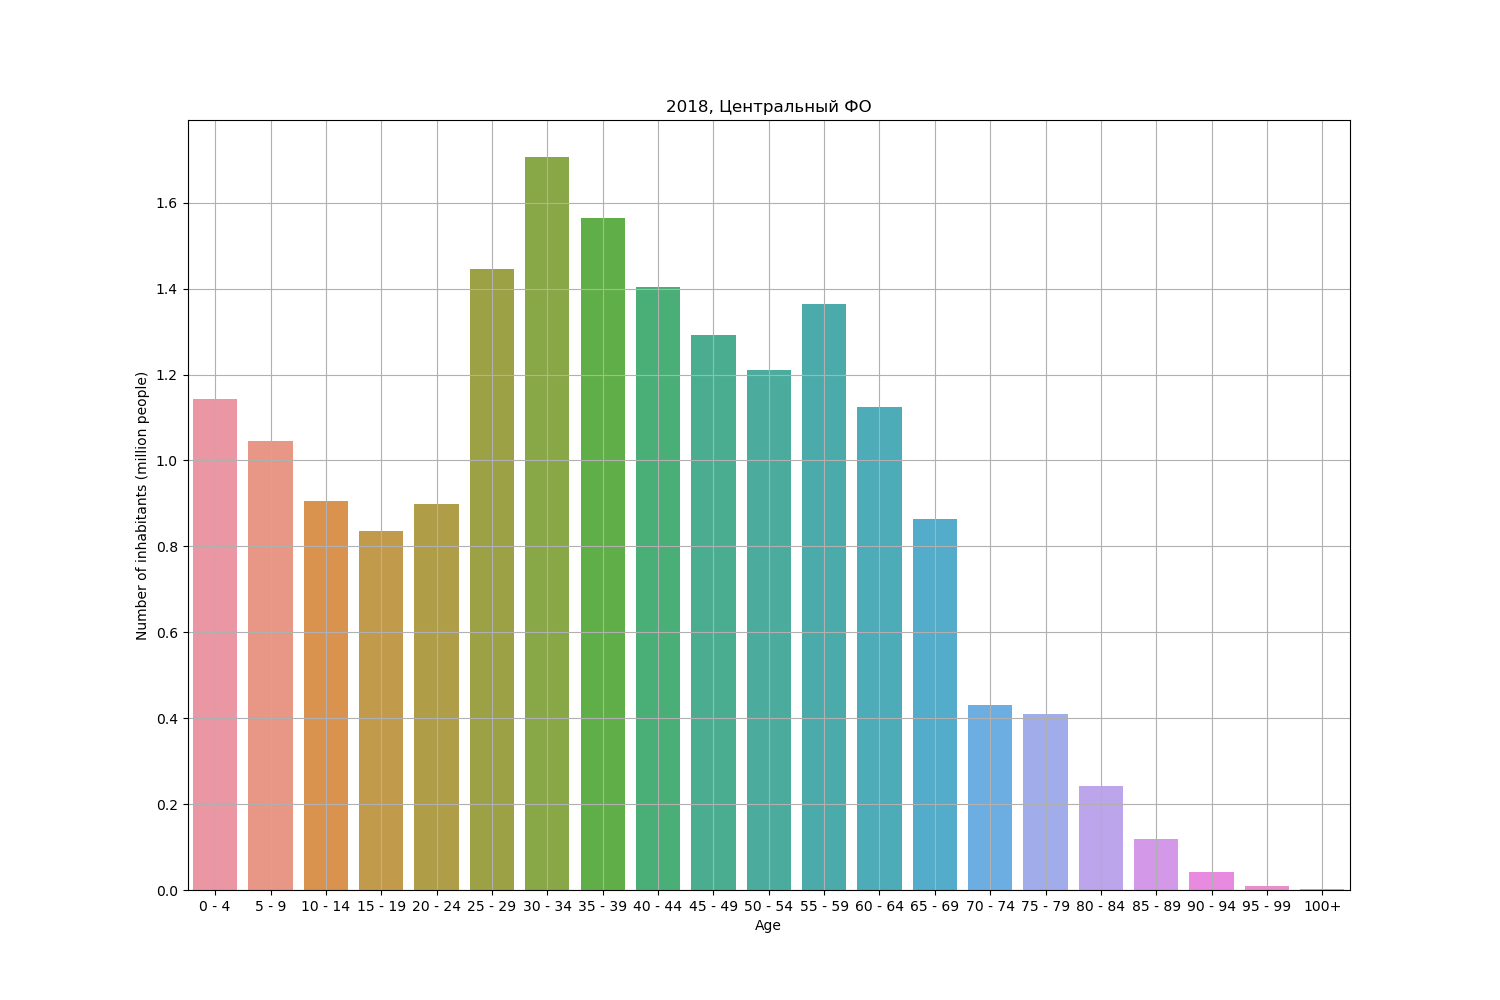 2018, Центральный ФО
Number of inhabitants (million people)
1.6
1.4
1.2
1.0
0.8
0.6
0.4
0.2
0.0
0 - 4 5 - 9 10 - 14 15 - 19 20 - 24 25 - 29 30 - 34 35 - 39 40 - 44 45 - 49 50 - 54 55 - 59 60 - 64 65 - 69 70 - 74 75 - 79 80 - 84 85 - 89 90 - 94 95 - 99 100+
Age